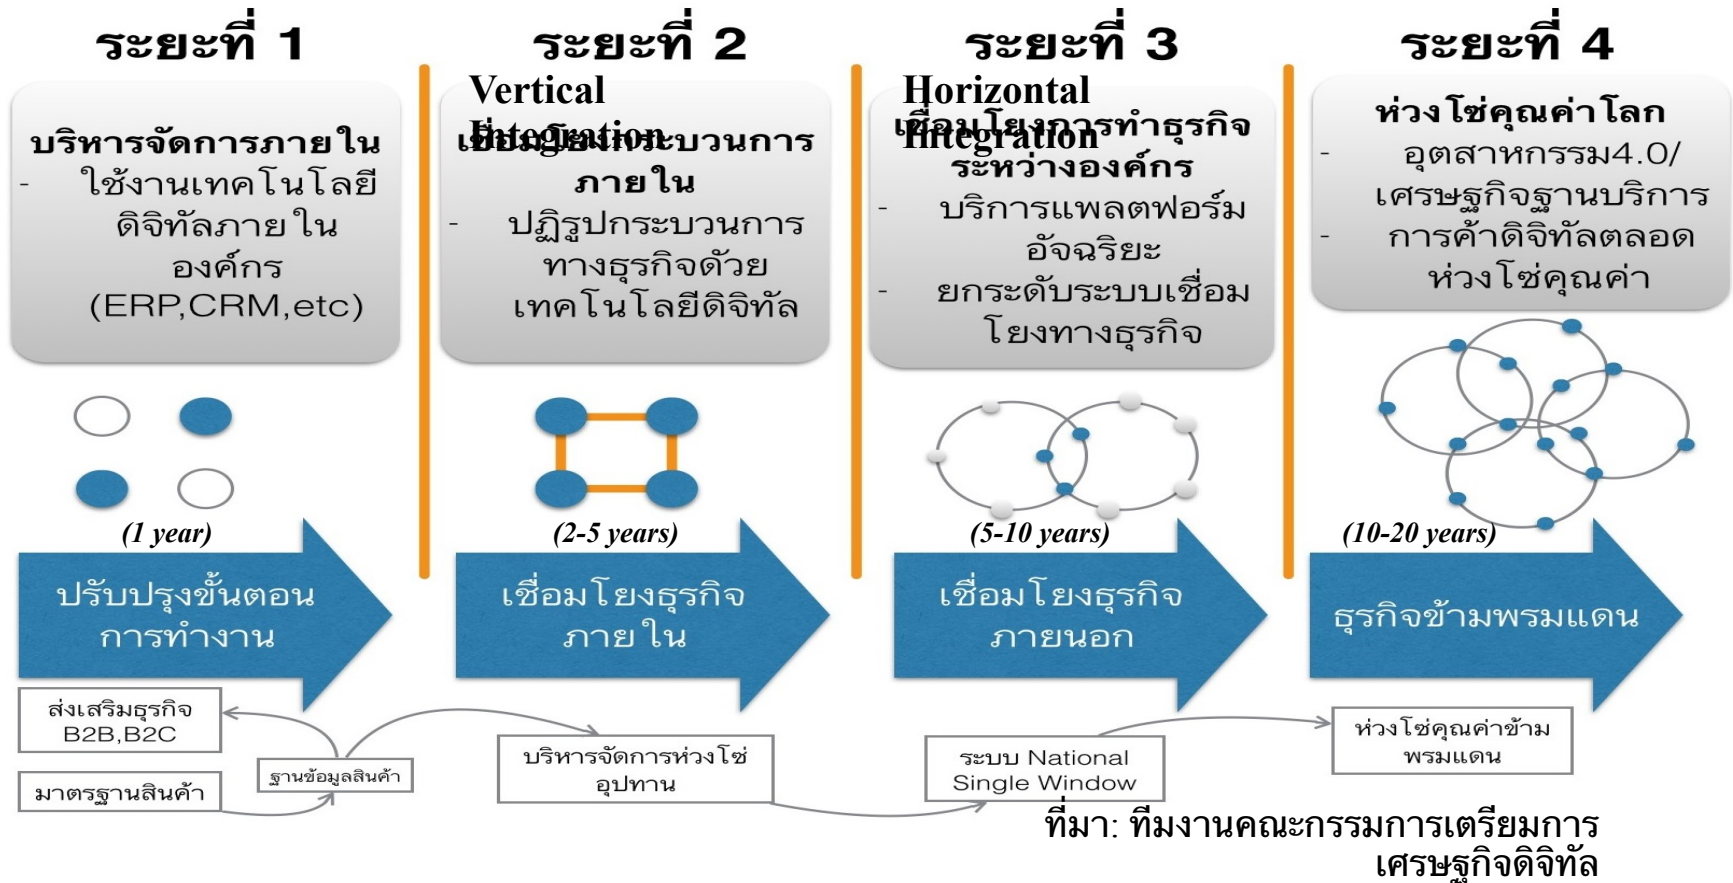 ระยะที่ 1
บริหารจัดการภายใน
- ใช้งานเทคโนโลยี
ดิจิทัลภายใน
องค์กร
(ERP,CRM,etc)
(1 year)
ปรับปรุงขั้นตอน
การทำงาน
ระยะที่ 2
Vertical
Integration
เชื่อมโยงกระบวนการ
ภายใน
- ปฏิรูปกระบวนการ
ทางธุรกิจด้วย
เทคโนโลยีดิจิทัล
(2-5 years)
เชื่อมโยงธุรกิจ
ภายใน
ระยะที่ 3
Horizontal
Integration
เชื่อมโยงการทำธุรกิจ
ระหว่างองค์กร
- บริการแพลตฟอร์ม
อัจฉริยะ
- ยกระดับระบบเชื่อม
โยงทางธุรกิจ
(5-10 years)
เชื่อมโยงธุรกิจ
ภายนอก
ระยะที่ 4
ห่วงโซ่คุณค่าโลก
- อุตสาหกรรม4.0/
เศรษฐกิจฐานบริการ
- การค้าดิจิทัลตลอด
ห่วงโซ่คุณค่า
(10-20 years)
ธุรกิจข้ามพรมแดน
ส่งเสริมธุรกิจ
B2B,B2C
มาตรฐานสินค้า
ฐานข้อมูลสินค้า
บริหารจัดการห่วงโซ่
อุปทาน
ระบบ National
Single Window
ห่วงโซ่คุณค่าข้าม
พรมแดน
ที่มา: ทีมงานคณะกรรมการเตรียมการ
เศรษฐกิจดิจิทัล